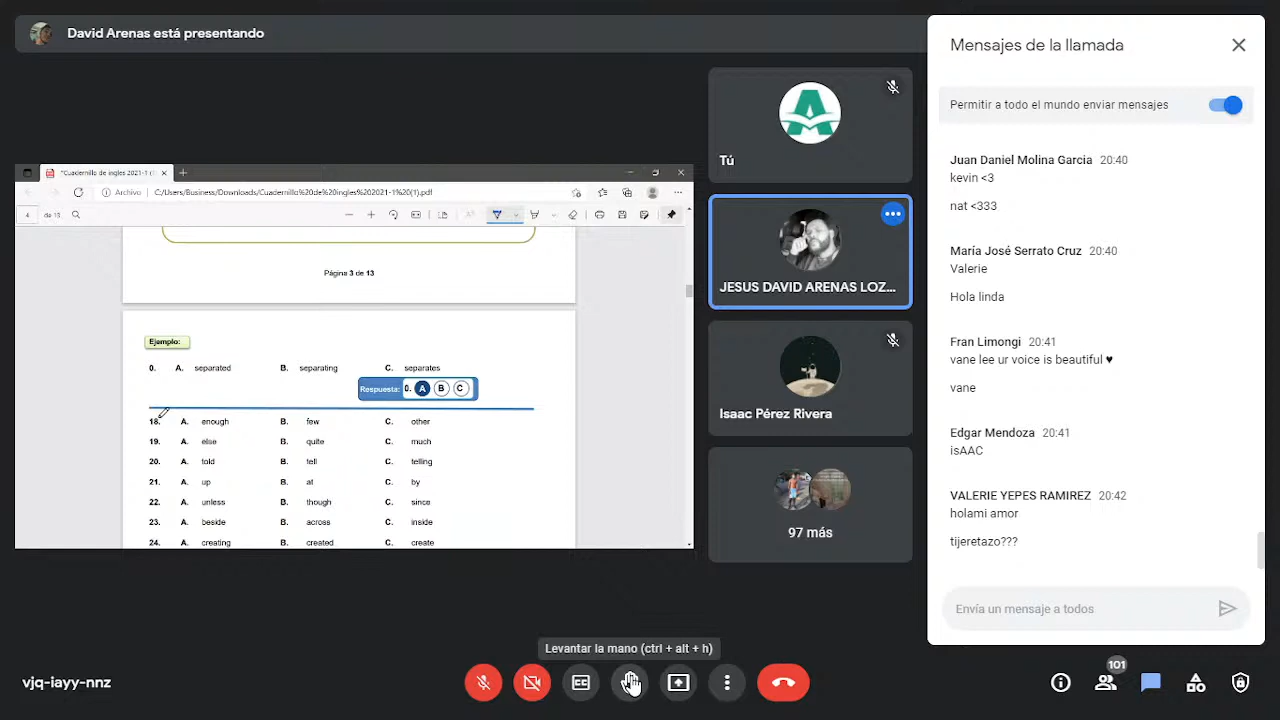 David Arenas está presentando
*Cuadernillo de ingles 2021-1 (1
Archivo
C:/Users/Business/Downloads/Cuadernillo%20de%20ingles%202021-1%20(1).pdf
4
de 13
Página 3 de 13
Ejemplo:
0. A. separated B. separating C. separates
Respuesta: 0. A B C
18. A. enough B. few C. other
19. A. else B. quite C. much
20. A. told B. tell C. telling
21. A. up B. at C. by
22. A. unless B. though C. since
23. A. beside B. across C. inside
24. A. creating B. created C. create
Tú
JESUS DAVID ARENAS LOZ...
Isaac Pérez Rivera
97 más
Mensajes de la llamada
Permitir a todo el mundo enviar mensajes
Juan Daniel Molina Garcia 20:40
kevin <3
nat <333
María José Serrato Cruz 20:40
Valerie
Hola linda
Fran Limongi 20:41
vane lee ur voice is beautiful ♥
vane
Edgar Mendoza 20:41
isAAC
VALERIE YEPES RAMIREZ 20:42
holami amor
tijeretazo???
Envía un mensaje a todos
Levantar la mano (ctrl + alt + h)
vjq-iayy-nnz
CC
101